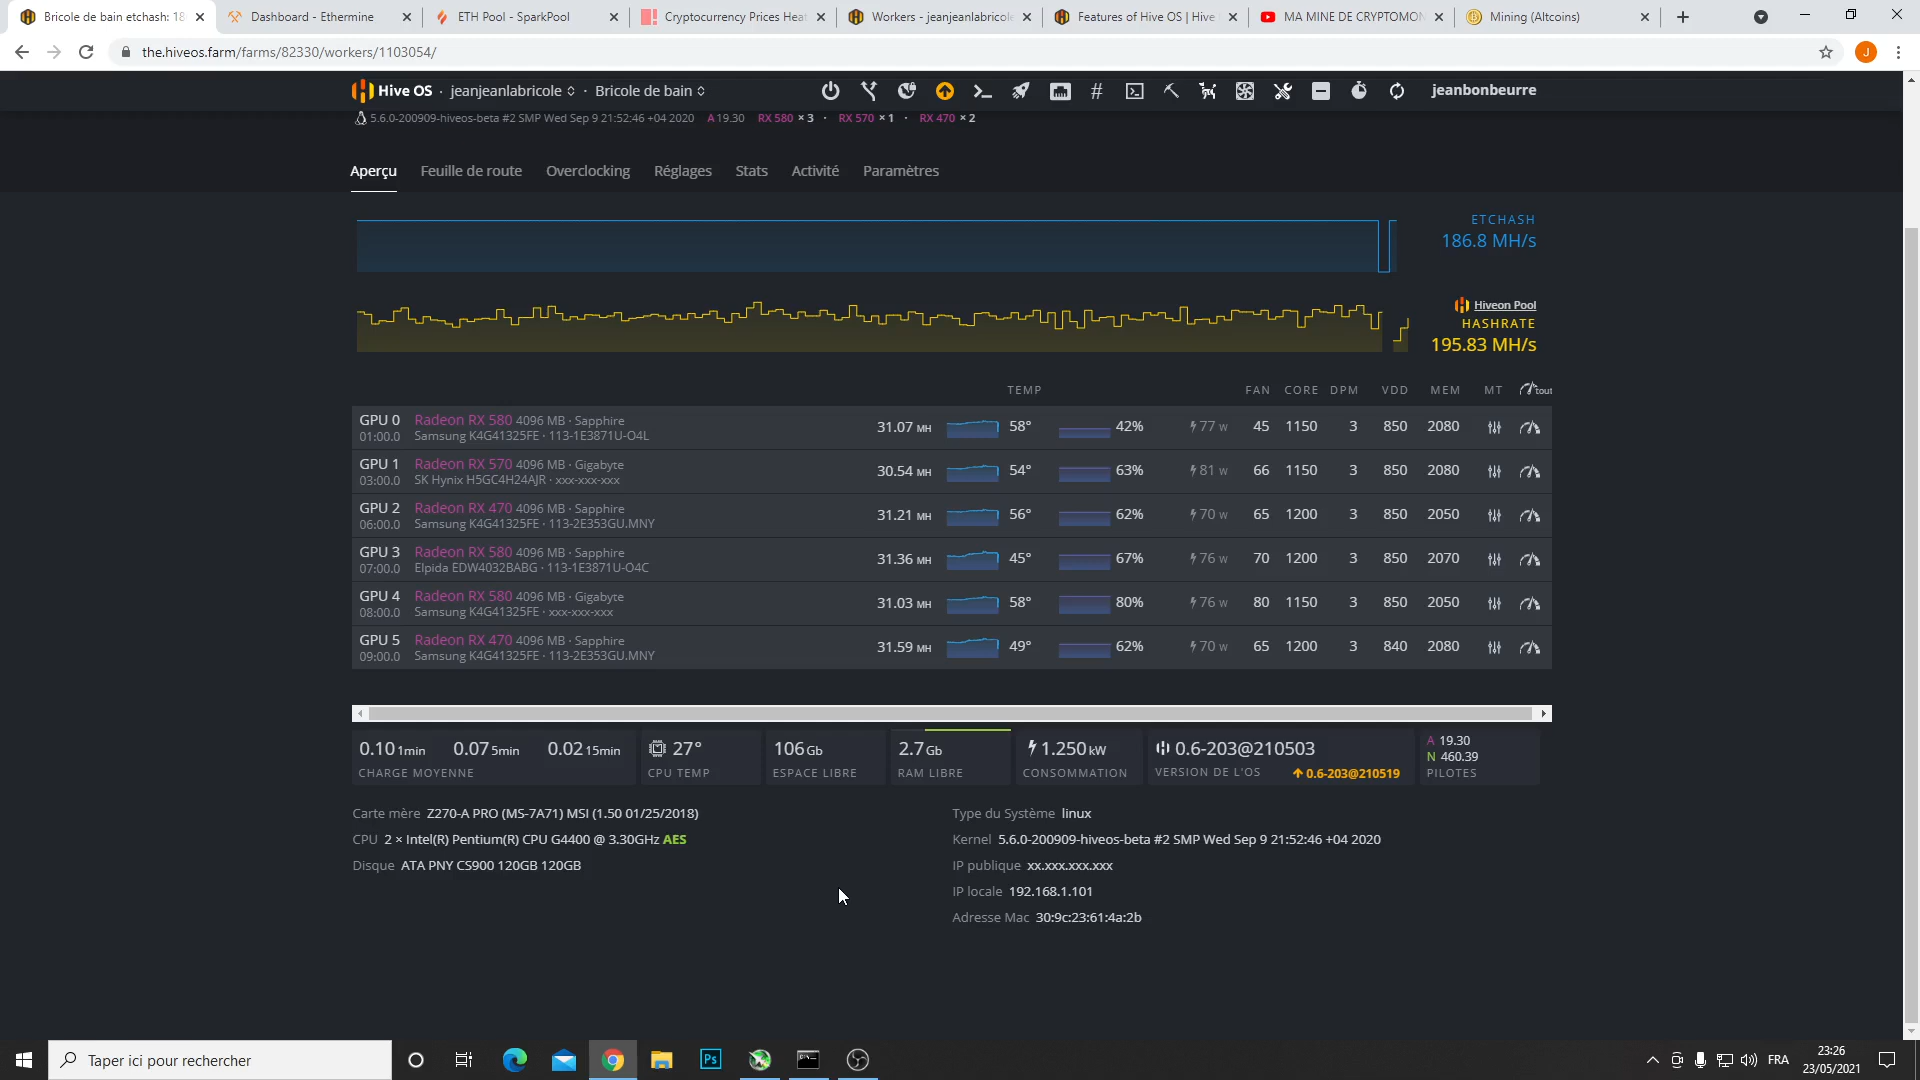 Bricole de bain etchash: 18
Dashboard - Ethermine
ETH Pool - SparkPool
Cryptocurrency Prices Heat
Workers - jeanjeanlabricole
Features of Hive OS | Hive
MA MINE DE CRYPTOMON
Mining (Altcoins)
the.hiveos.farm/farms/82330/workers/1103054/
J
Hive OS · jeanjeanlabricole · Bricole de bain
jeanbonbeurre
5.6.0-200909-hiveos-beta #2 SMP Wed Sep 9 21:52:46 +04 2020 A 19.30 RX 580 × 3 · RX 570 × 1 · RX 470 × 2
Aperçu Feuille de route Overclocking Réglages Stats Activité Paramètres
ETCHASH
186.8 MH/s
Hiveon Pool
HASHRATE
195.83 MH/s
TEMP FAN CORE DPM VDD MEM MT tout
GPU 0 Radeon RX 580 4096 MB · Sapphire
01:00.0 Samsung K4G41325FE · 113-1E3871U-O4L
31.07 MH 58° 42% 77 W 45 1150 3 850 2080
GPU 1 Radeon RX 570 4096 MB · Gigabyte
03:00.0 SK Hynix H5GC4H24AJR · xxx-xxx-xxx
30.54 MH 54° 63% 81 W 66 1150 3 850 2080
GPU 2 Radeon RX 470 4096 MB · Sapphire
06:00.0 Samsung K4G41325FE · 113-2E353GU.MNY
31.21 MH 56° 62% 70 W 65 1200 3 850 2050
GPU 3 Radeon RX 580 4096 MB · Sapphire
07:00.0 Elpida EDW4032BABG · 113-1E3871U-O4C
31.36 MH 45° 67% 76 W 70 1200 3 850 2070
GPU 4 Radeon RX 580 4096 MB · Gigabyte
08:00.0 Samsung K4G41325FE · xxx-xxx-xxx
31.03 MH 58° 80% 76 W 80 1150 3 850 2050
GPU 5 Radeon RX 470 4096 MB · Sapphire
09:00.0 Samsung K4G41325FE · 113-2E353GU.MNY
31.59 MH 49° 62% 70 W 65 1200 3 840 2080
0.10 1min 0.07 5min 0.02 15min
CHARGE MOYENNE
27°
CPU TEMP
106 Gb
ESPACE LIBRE
2.7 Gb
RAM LIBRE
1.250 kW
CONSOMMATION
0.6-203@210503
VERSION DE L'OS 0.6-203@210519
A 19.30
N 460.39
PILOTES
Carte mère Z270-A PRO (MS-7A71) MSI (1.50 01/25/2018)
CPU 2 × Intel(R) Pentium(R) CPU G4400 @ 3.30GHz AES
Disque ATA PNY CS900 120GB 120GB
Type du Système linux
Kernel 5.6.0-200909-hiveos-beta #2 SMP Wed Sep 9 21:52:46 +04 2020
IP publique xx.xxx.xxx.xxx
IP locale 192.168.1.101
Adresse Mac 30:9c:23:61:4a:2b
Taper ici pour rechercher
Ps
FRA
23:26
23/05/2021